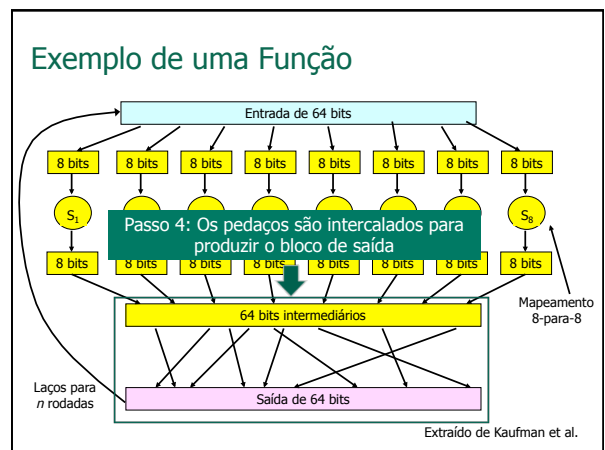 Exemplo de uma Função
Entrada de 64 bits
8 bits 8 bits 8 bits 8 bits 8 bits 8 bits 8 bits 8 bits
S1 S8
Passo 4: Os pedaços são intercalados para
produzir o bloco de saída
8 bits 8 bits 8 bits 8 bits 8 bits 8 bits 8 bits 8 bits
Mapeamento
8-para-8
64 bits intermediários
Laços para
n rodadas
Saída de 64 bits
Extraído de Kaufman et al.